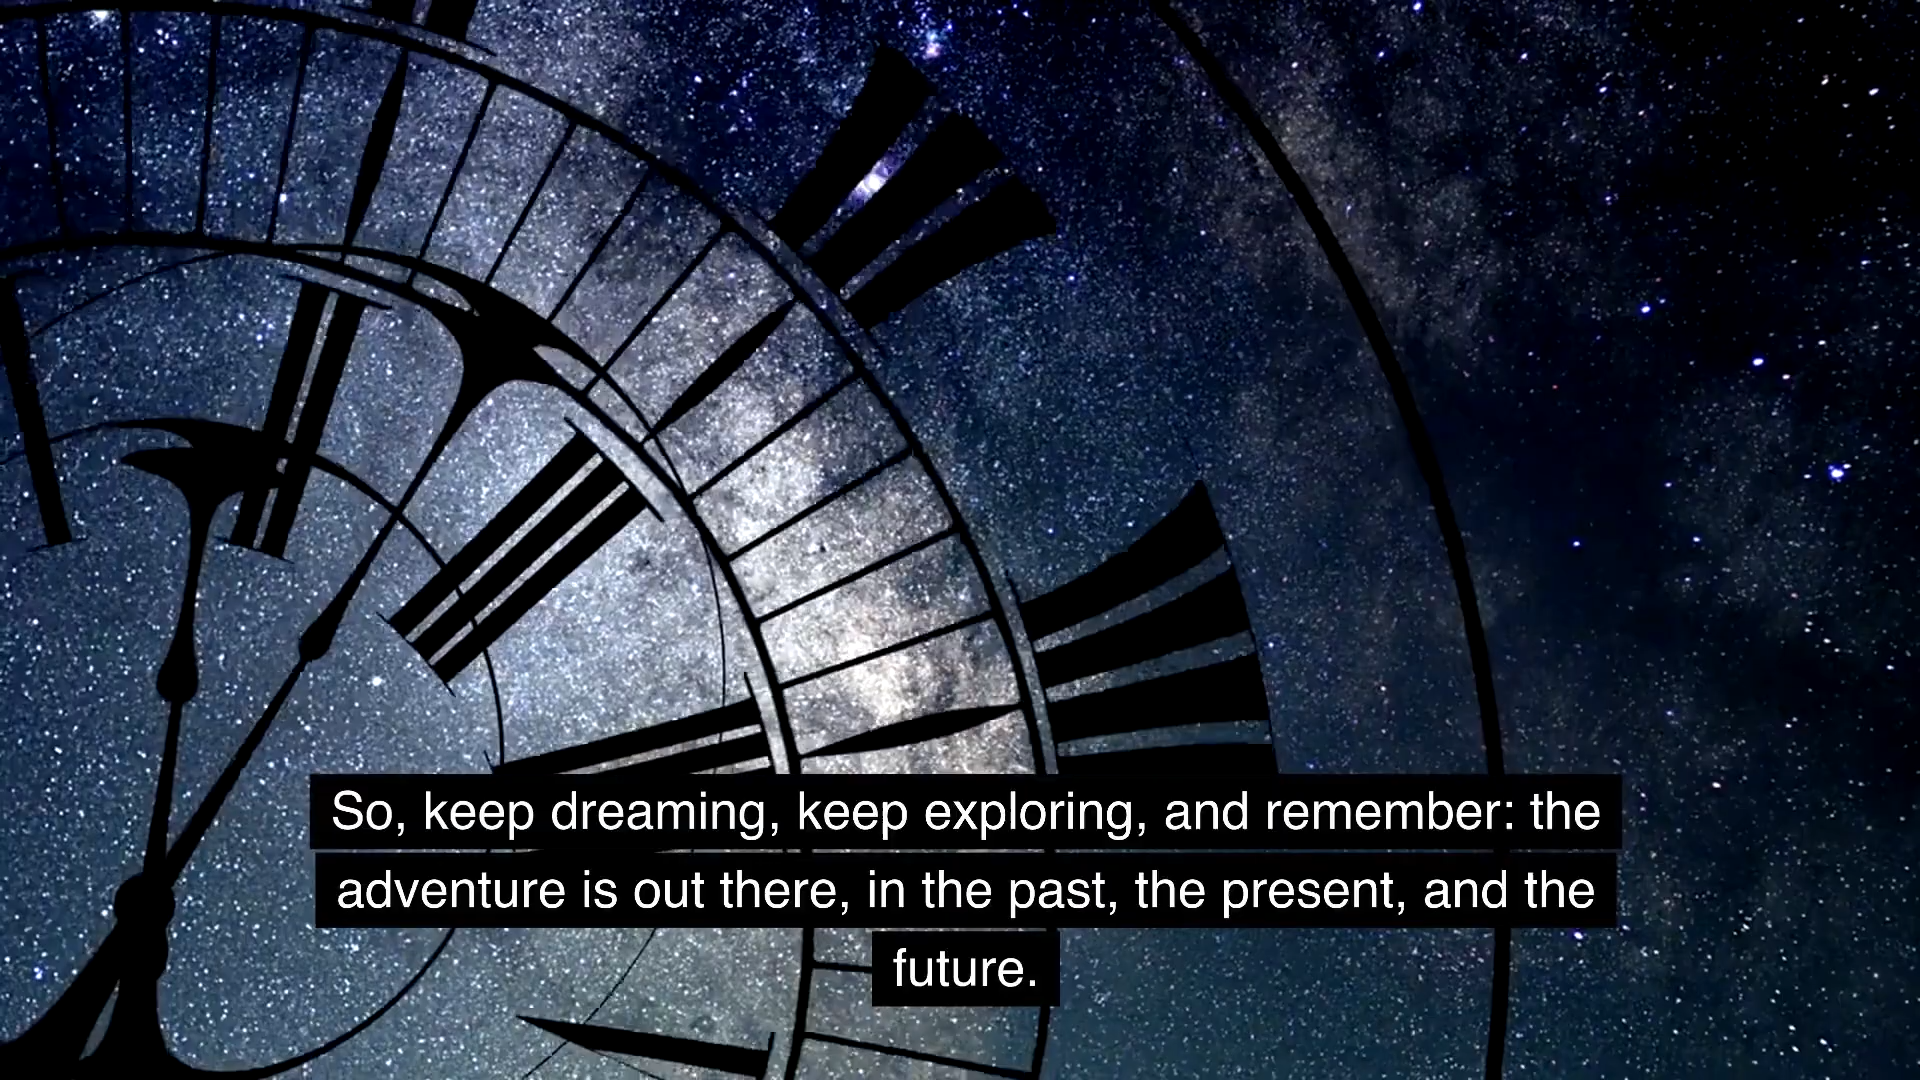 So, keep dreaming, keep exploring, and remember: the
adventure is out there, in the past, the present, and the
future.